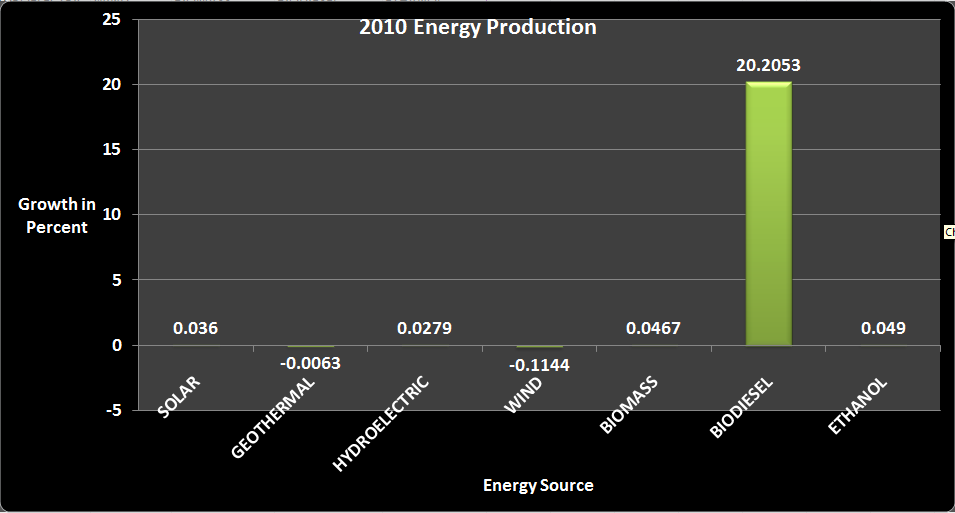 2010 Energy Production
25
20
15
10
5
0
-5
Growth in
Percent
0.036
-0.0063
0.0279
-0.1144
0.0467
20.2053
0.049
SOLAR
GEOTHERMAL
HYDROELECTRIC
WIND
BIOMASS
BIODIESEL
ETHANOL
Energy Source